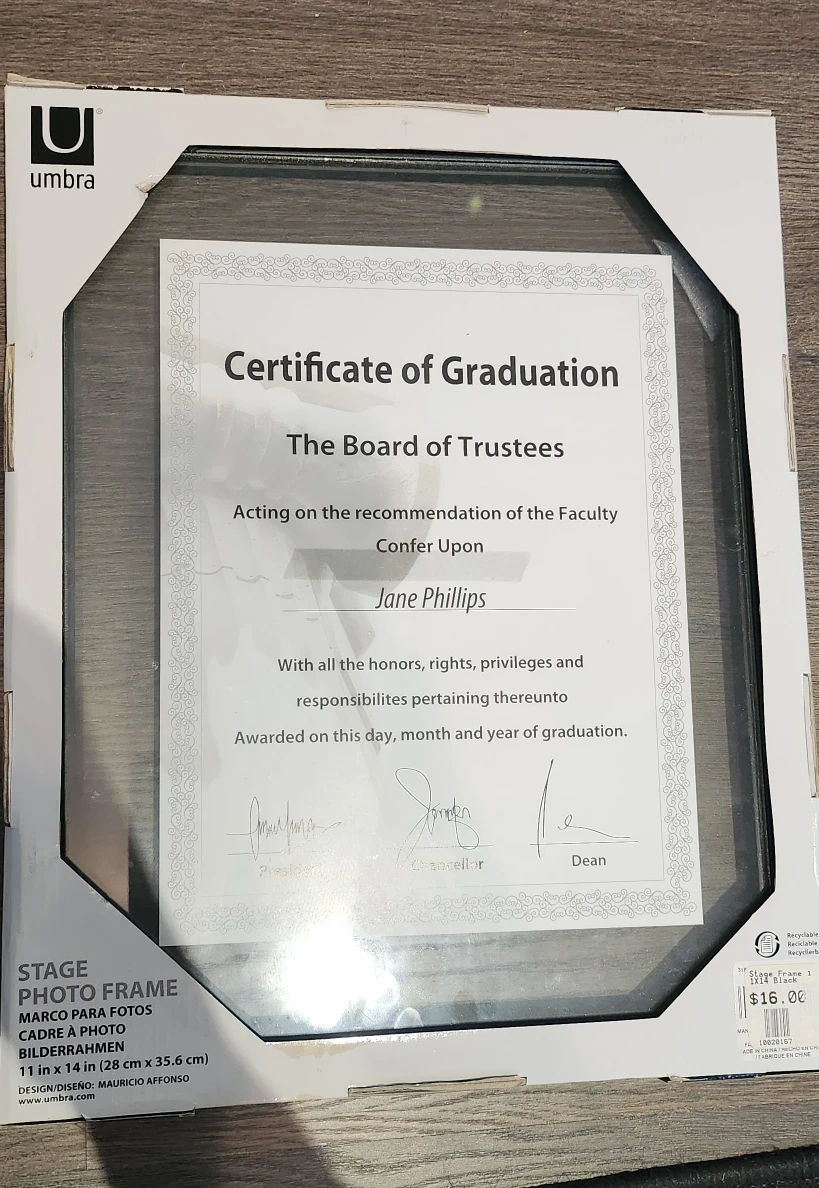 umbra
Certificate of Graduation
The Board of Trustees
Acting on the recommendation of the Faculty
Confer Upon
Jane Phillips
With all the honors, rights, privileges and
responsibilites pertaining thereunto
Awarded on this day, month and year of graduation.
President
Chancellor
Dean
STAGE
PHOTO FRAME
MARCO PARA FOTOS
CADRE À PHOTO
BILDERRAHMEN
11 in x 14 in (28 cm x 35.6 cm)
DESIGN/DISEÑO: MAURICIO AFFONSO
www.umbra.com
Recyclable
Reciclable
Stage Frame 1
1X14 Black
$16.00
10020167